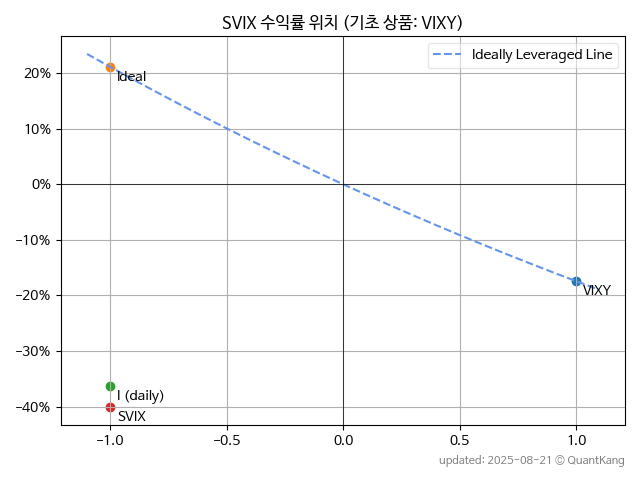 SVIX 수익률 위치 (기초 상품: VIXY)
Ideally Leveraged Line
20%
10%
0%
−10%
−20%
−30%
−40%
Ideal
VIXY
I (daily)
SVIX
−1.0
−0.5
0.0
0.5
1.0
updated: 2025-08-21 © QuantKang